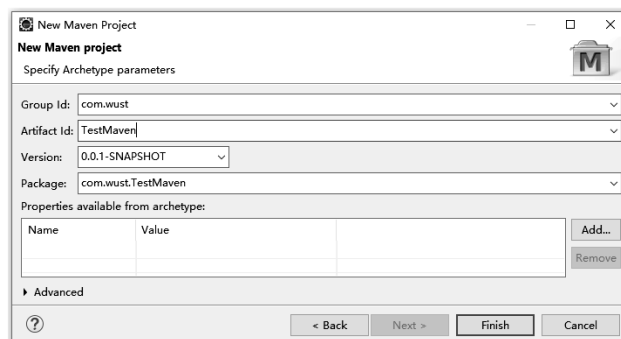 New Maven Project
New Maven project
Specify Archetype parameters
M
Group Id: com.wust
Artifact Id: TestMaven
Version: 0.0.1-SNAPSHOT
Package: com.wust.TestMaven
Properties available from archetype:
Name Value
Add...
Remove
Advanced
? < Back Next > Finish Cancel